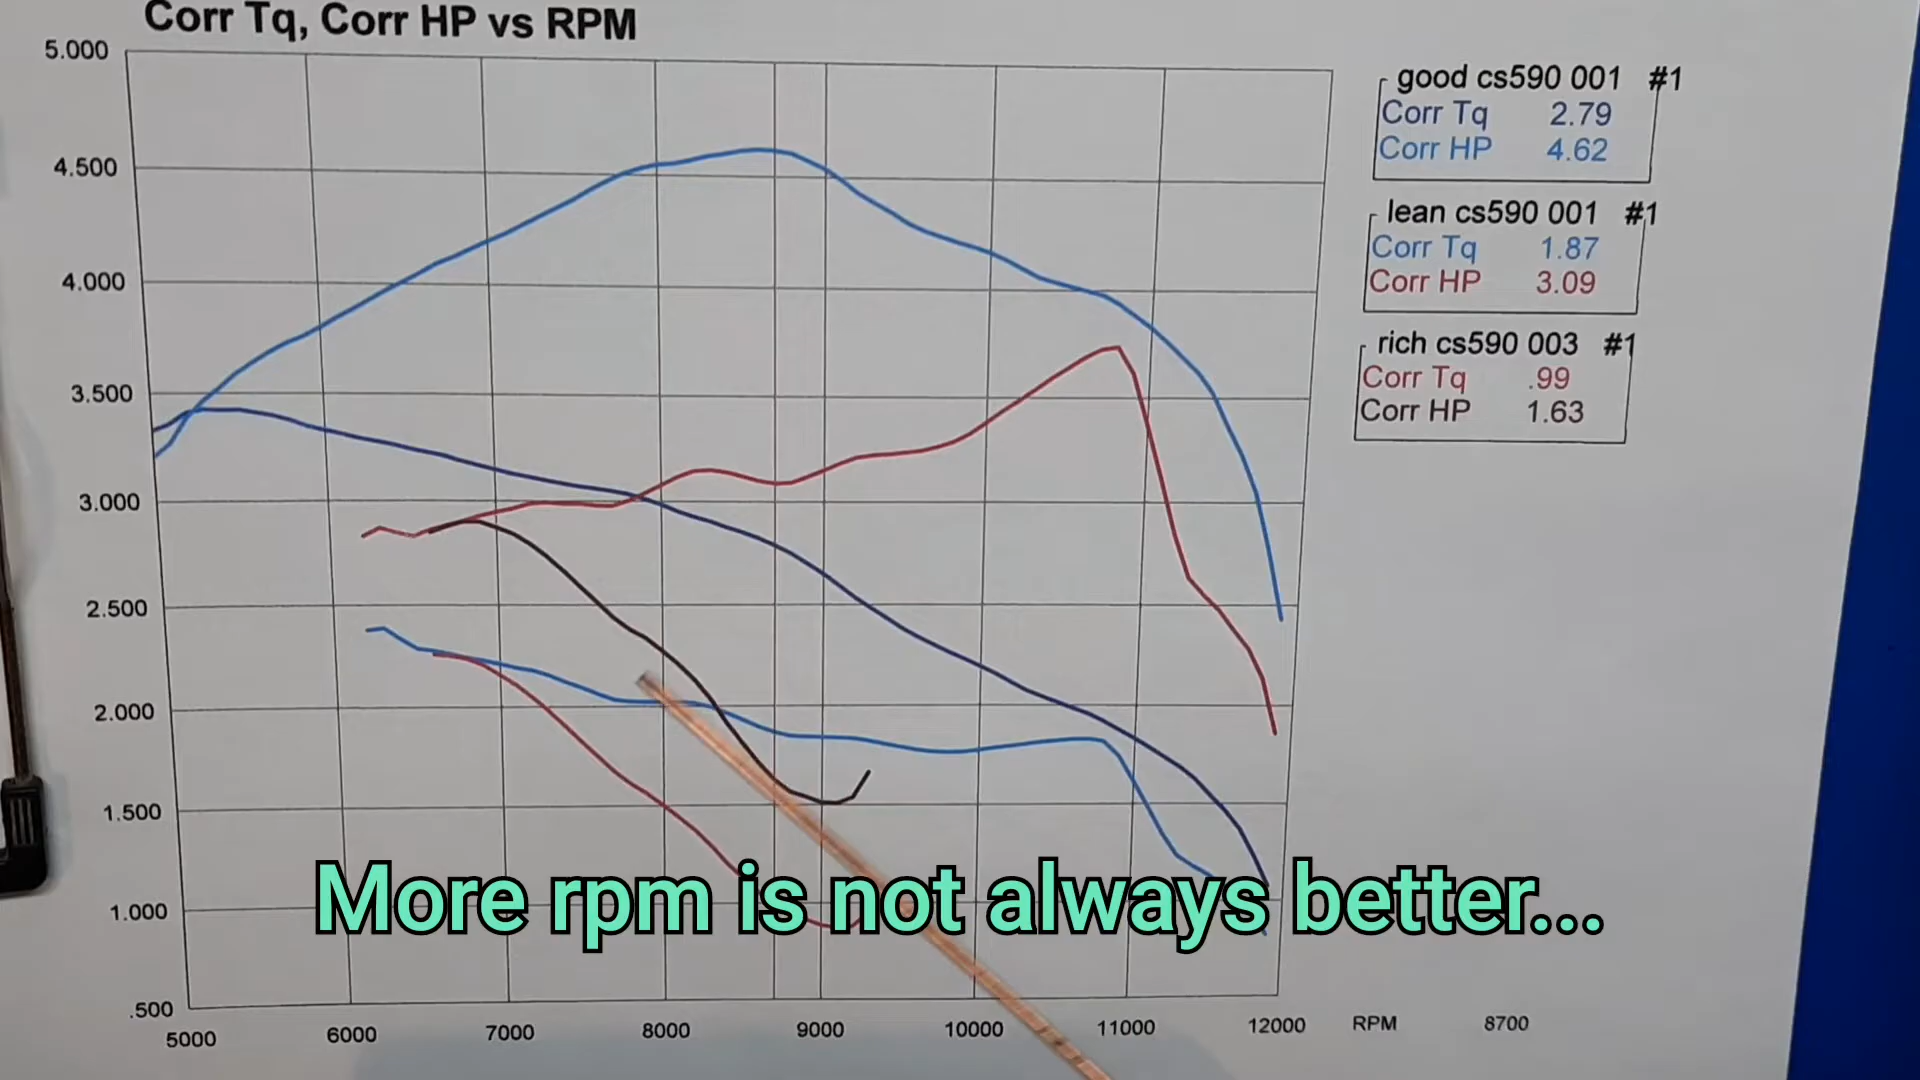 Corr Tq, Corr HP vs RPM
5.000
4.500
4.000
3.500
3.000
2.500
2.000
1.500
1.000
.500
5000 6000 7000 8000 9000 10000 11000 12000 RPM 8700
good cs590 001 #1
Corr Tq 2.79
Corr HP 4.62
lean cs590 001 #1
Corr Tq 1.87
Corr HP 3.09
rich cs590 003 #1
Corr Tq .99
Corr HP 1.63
More rpm is not always better...